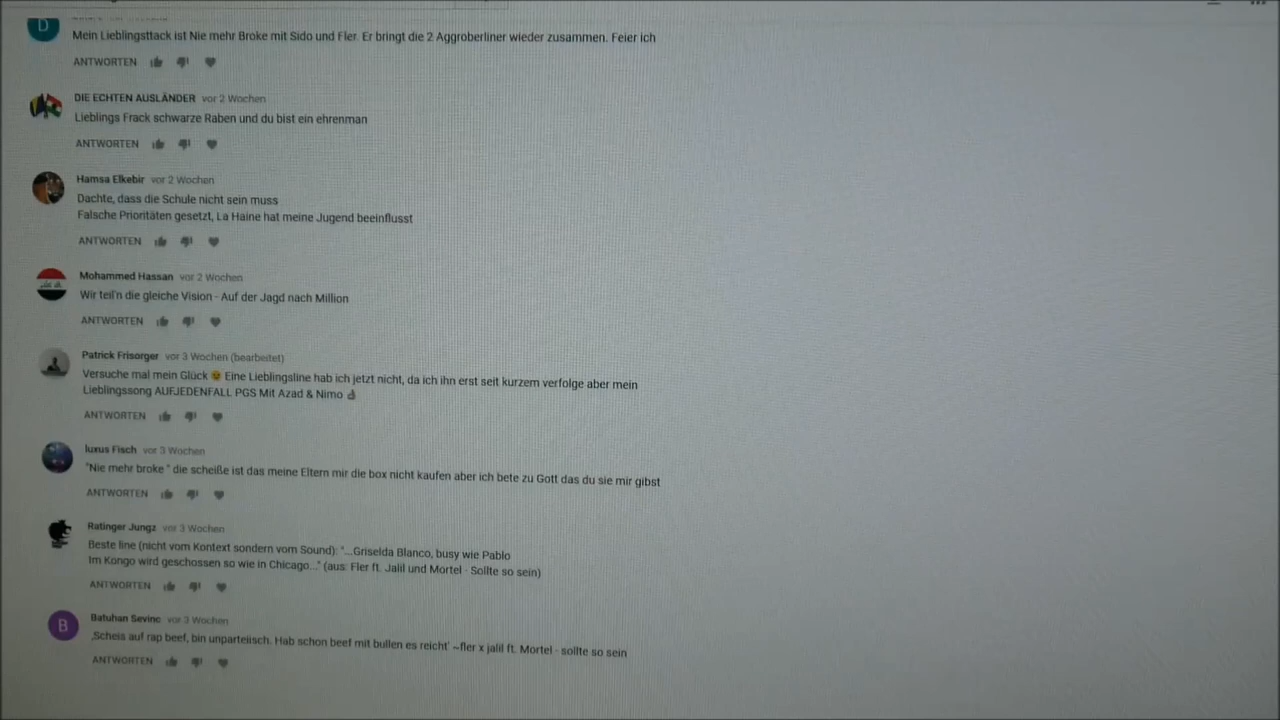 D
Mein Lieblingsttack ist Nie mehr Broke mit Sido und Fler. Er bringt die 2 Aggroberliner wieder zusammen. Feier ich
ANTWORTEN
DIE ECHTEN AUSLÄNDER vor 2 Wochen
Lieblings Frack schwarze Raben und du bist ein ehrenman
ANTWORTEN
Hamsa Elkebir vor 2 Wochen
Dachte, dass die Schule nicht sein muss
Falsche Prioritäten gesetzt, La Haine hat meine Jugend beeinflusst
ANTWORTEN
Mohammed Hassan vor 2 Wochen
Wir teil'n die gleiche Vision - Auf der Jagd nach Million
ANTWORTEN
Patrick Frisorger vor 3 Wochen (bearbeitet)
Versuche mal mein Glück 😉 Eine Lieblingsline hab ich jetzt nicht, da ich ihn erst seit kurzem verfolge aber mein
Lieblingssong AUFJEDENFALL PGS Mit Azad & Nimo 👌
ANTWORTEN
luxus Fisch vor 3 Wochen
"Nie mehr broke " die scheiße ist das meine Eltern mir die box nicht kaufen aber ich bete zu Gott das du sie mir gibst
ANTWORTEN
Ratinger Jungz vor 3 Wochen
Beste line (nicht vom Kontext sondern vom Sound): "...Griselda Blanco, busy wie Pablo
Im Kongo wird geschossen so wie in Chicago..." (aus: Fler ft. Jalil und Mortel - Sollte so sein)
ANTWORTEN
B
Batuhan Sevinc vor 3 Wochen
,Scheis auf rap beef, bin unparteiisch. Hab schon beef mit bullen es reicht' ~fler x jalil ft. Mortel - sollte so sein
ANTWORTEN